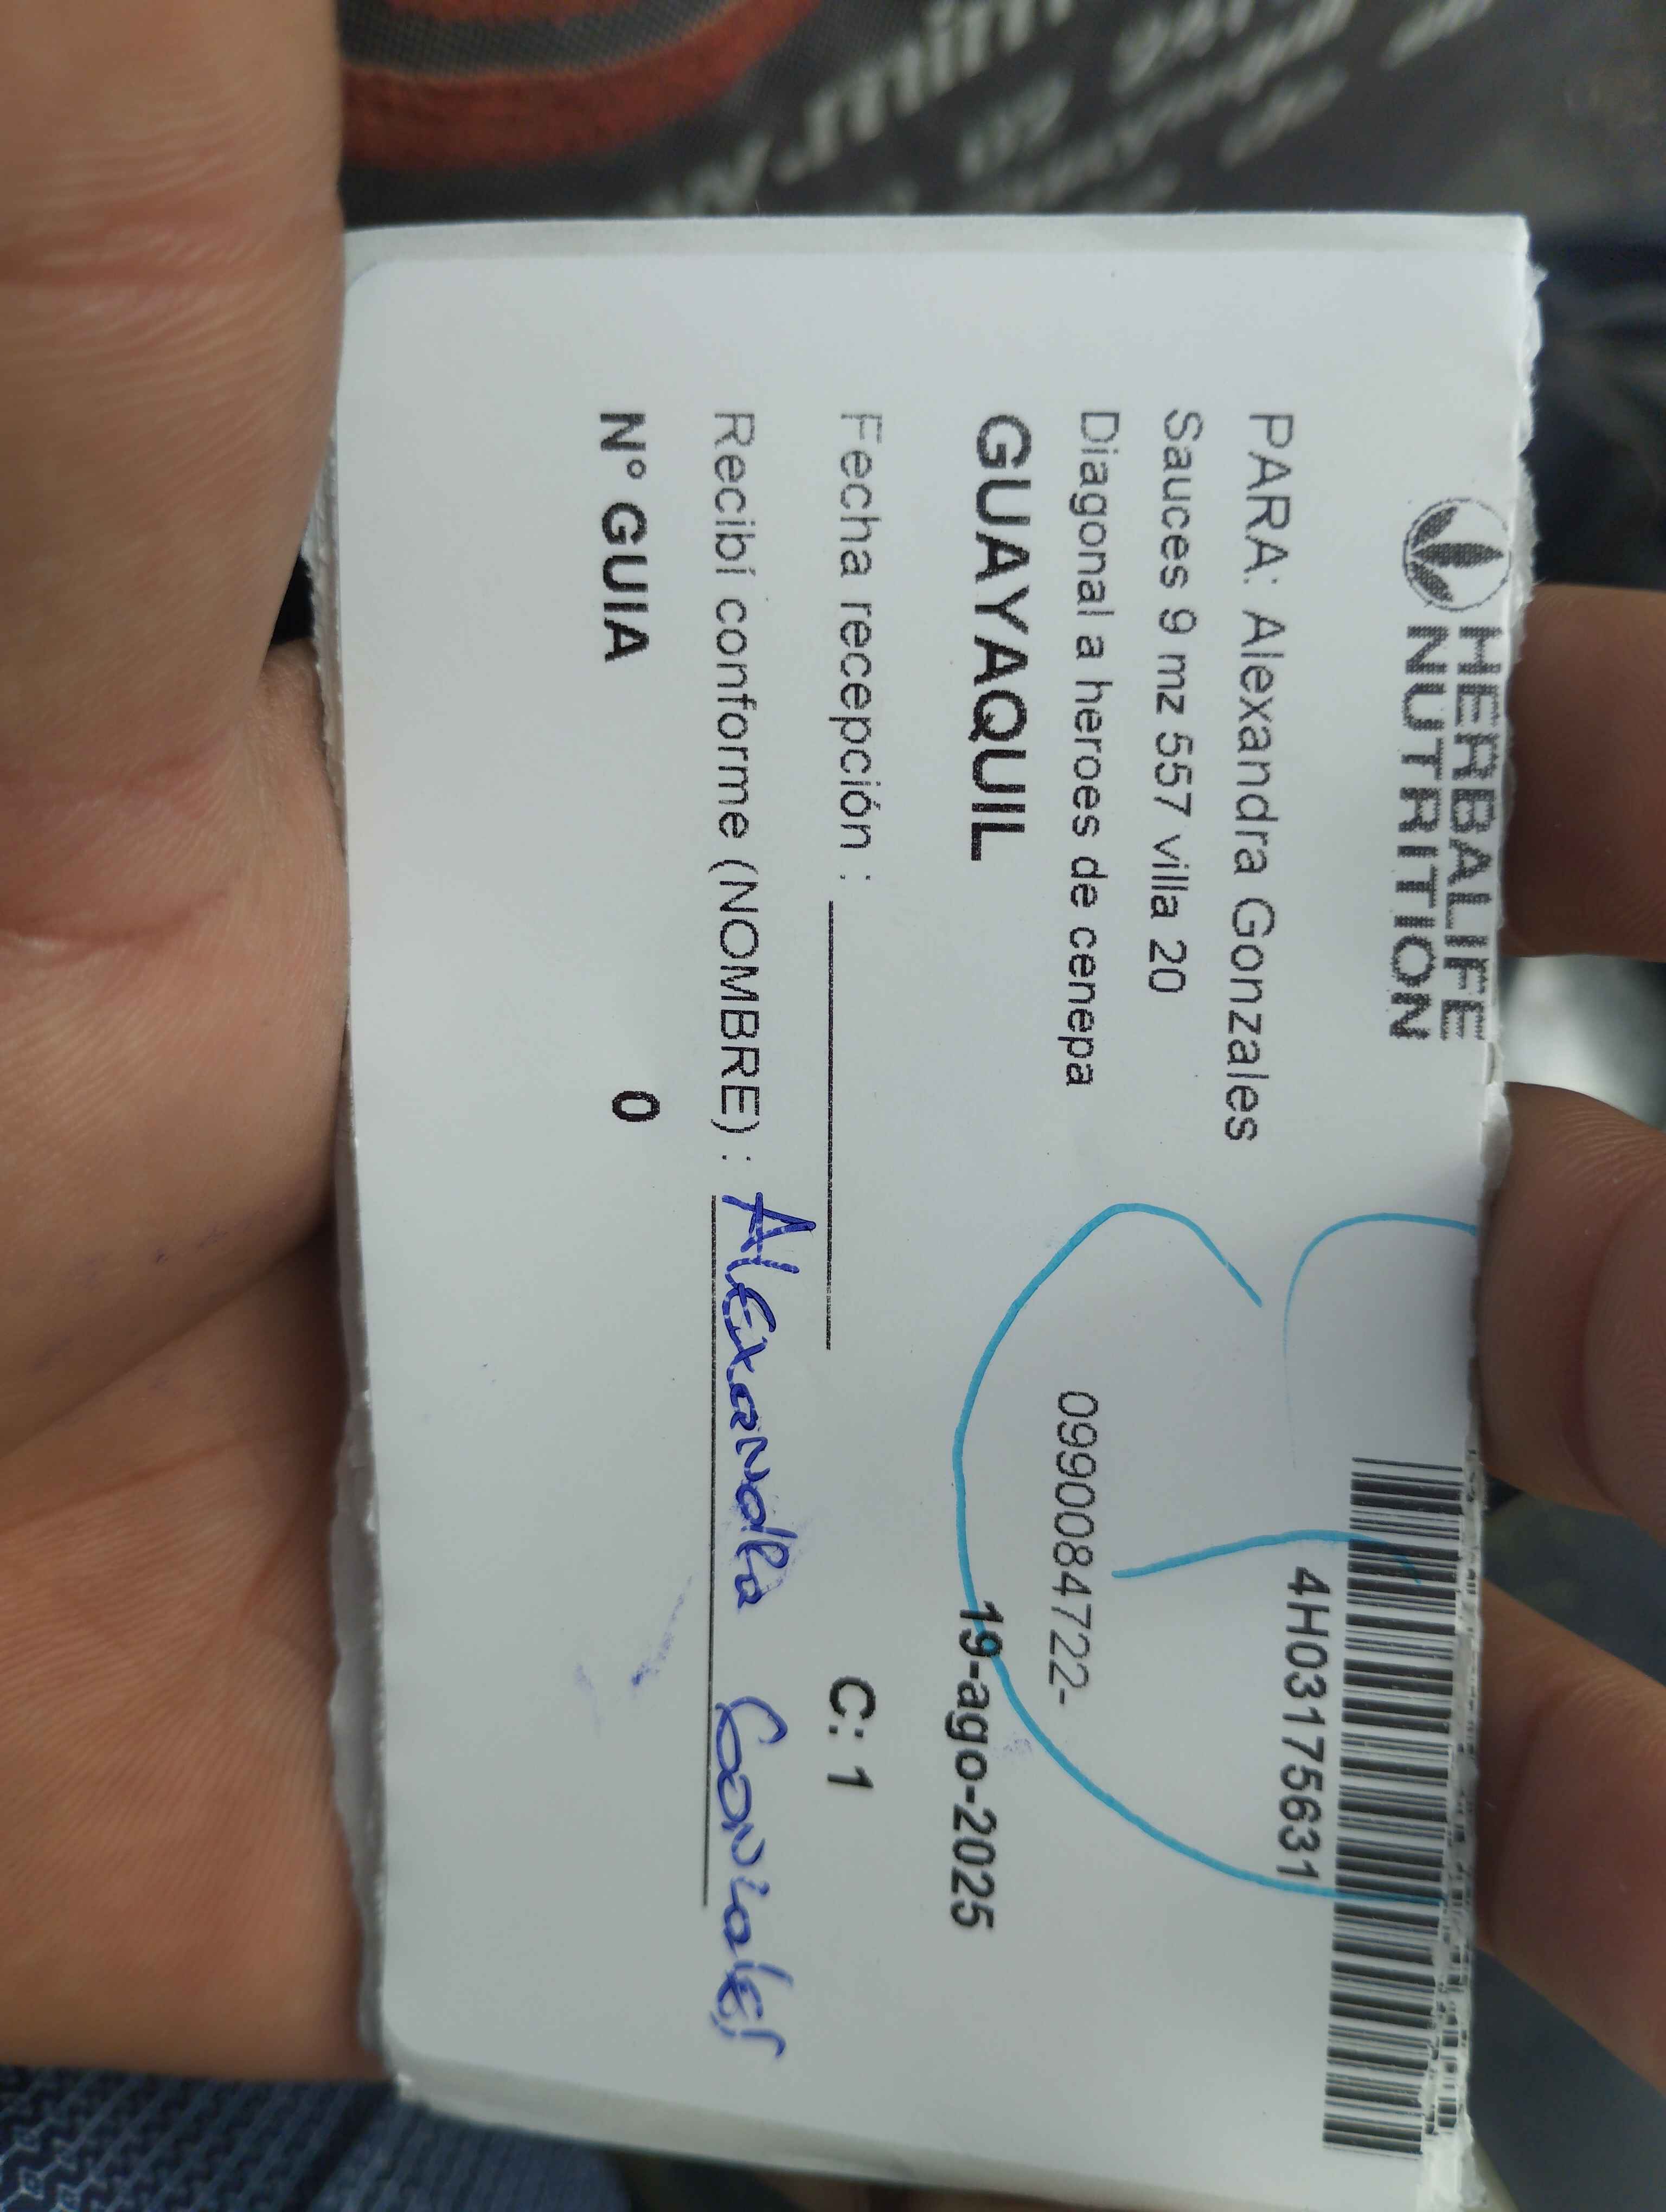 HERBALIFE
NUTRITION
4H03175631
PARA: Alexandra Gonzales
Sauces 9 mz 557 villa 20
Diagonal a heroes de cenepa 0990084722-
GUAYAQUIL 19-ago-2025
Fecha recepción : C: 1
Recibí conforme (NOMBRE) : Alexandra Gonzales
N° GUIA 0